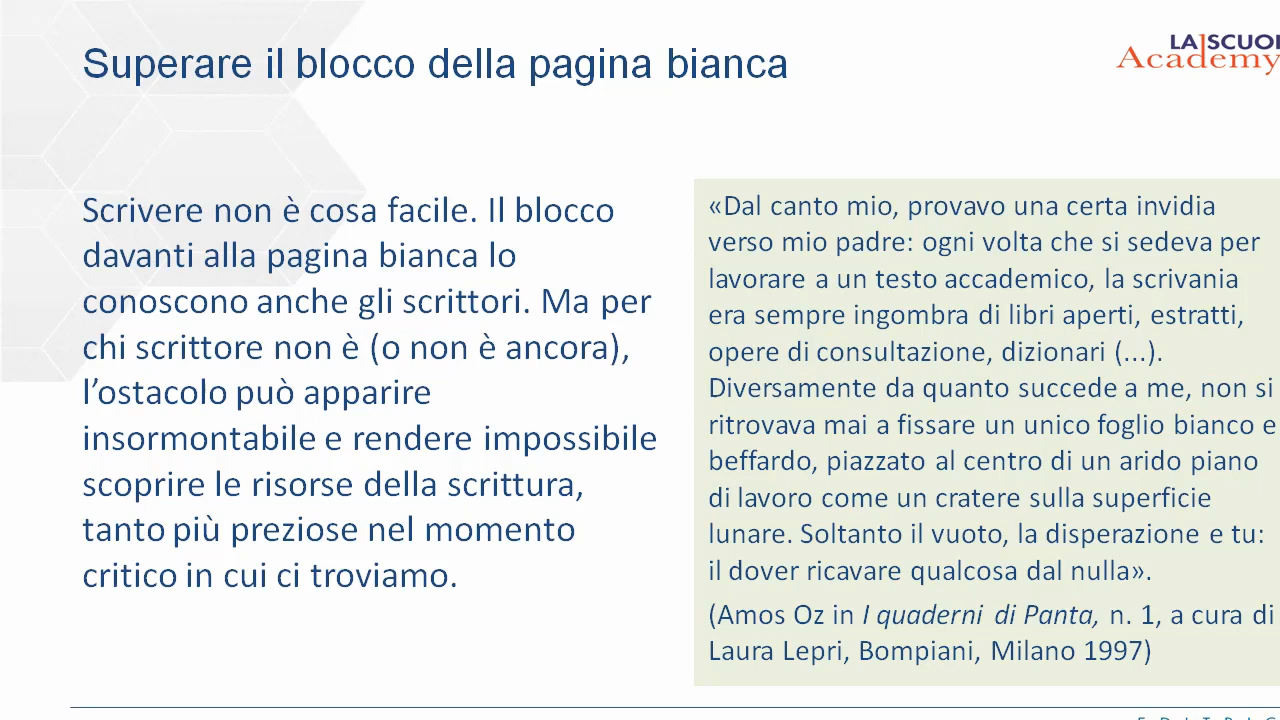 Superare il blocco della pagina bianca
LA SCUOL
Academy
Scrivere non è cosa facile. Il blocco
davanti alla pagina bianca lo
conoscono anche gli scrittori. Ma per
chi scrittore non è (o non è ancora),
l’ostacolo può apparire
insormontabile e rendere impossibile
scoprire le risorse della scrittura,
tanto più preziose nel momento
critico in cui ci troviamo.
«Dal canto mio, provavo una certa invidia
verso mio padre: ogni volta che si sedeva per
lavorare a un testo accademico, la scrivania
era sempre ingombra di libri aperti, estratti,
opere di consultazione, dizionari (...).
Diversamente da quanto succede a me, non si
ritrovava mai a fissare un unico foglio bianco e
beffardo, piazzato al centro di un arido piano
di lavoro come un cratere sulla superficie
lunare. Soltanto il vuoto, la disperazione e tu:
il dover ricavare qualcosa dal nulla».
(Amos Oz in I quaderni di Panta, n. 1, a cura di
Laura Lepri, Bompiani, Milano 1997)